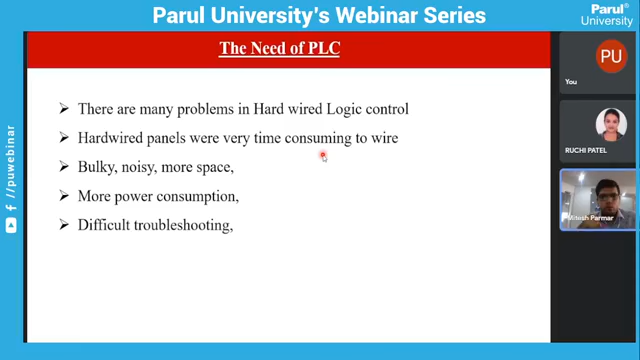 Parul University's Webinar Series
Parul®
University
The Need of PLC
There are many problems in Hard wired Logic control
Hardwired panels were very time consuming to wire
Bulky, noisy, more space,
More power consumption,
Difficult troubleshooting,
PU
You
RUCHI PATEL
Mitesh Parmar
f //puwebinar